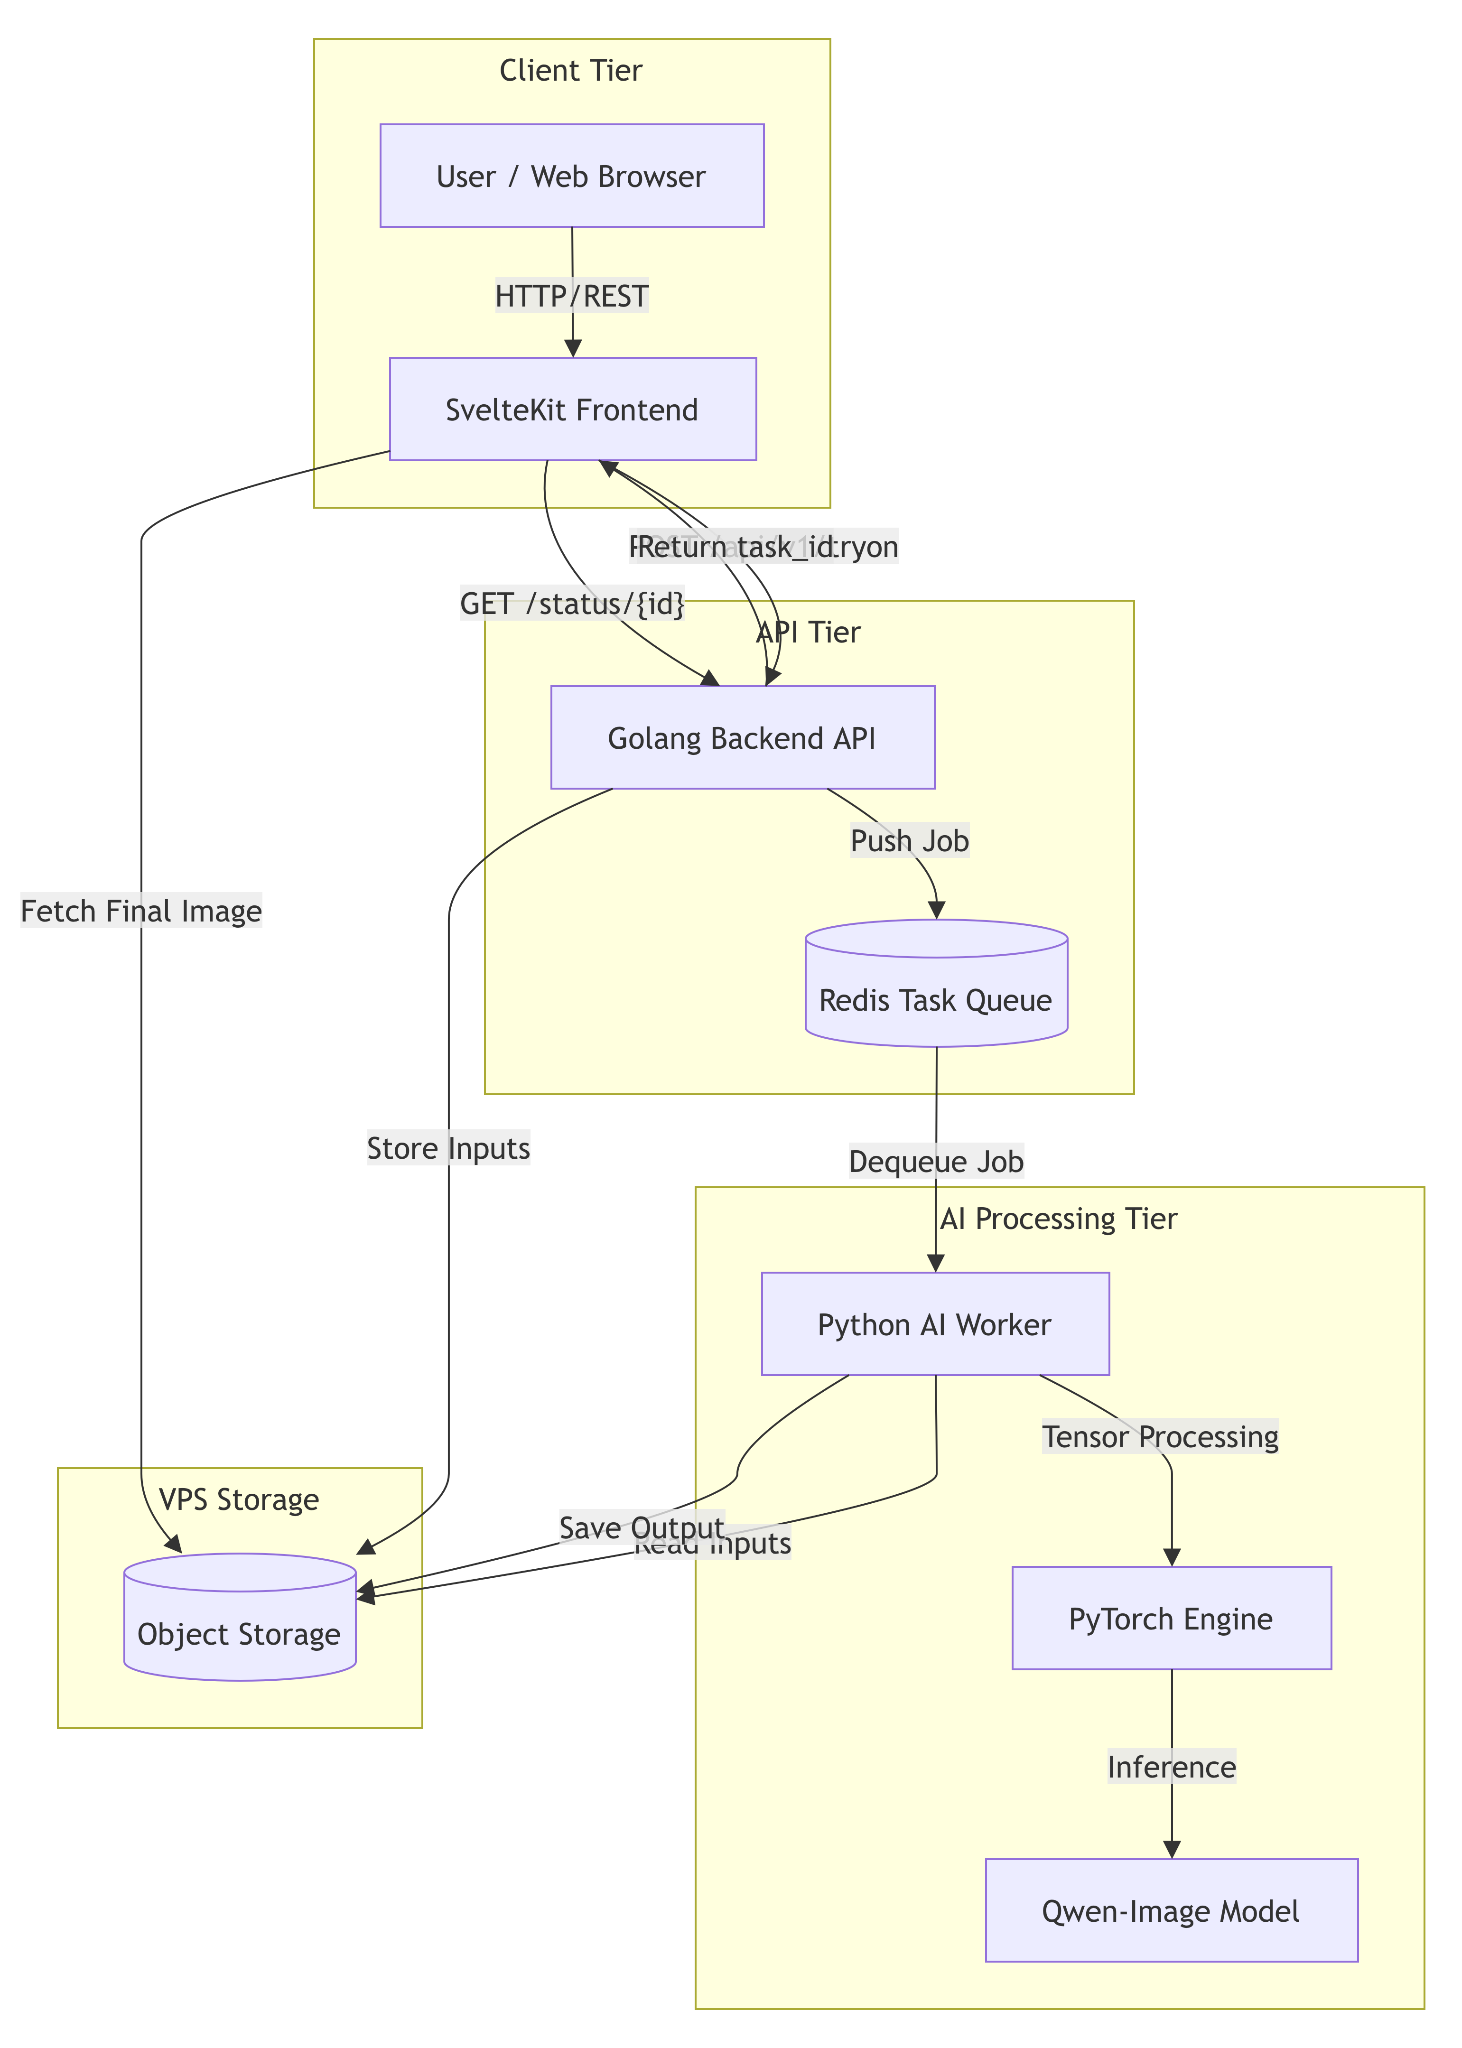 Client Tier
User / Web Browser
HTTP/REST
SvelteKit Frontend
Return task_id
tryon
GET /status/{id}
API Tier
Golang Backend API
Push Job
Fetch Final Image
Redis Task Queue
Store Inputs
Dequeue Job
AI Processing Tier
Python AI Worker
Tensor Processing
VPS Storage
Save Output
Read Inputs
Object Storage
PyTorch Engine
Inference
Qwen-Image Model